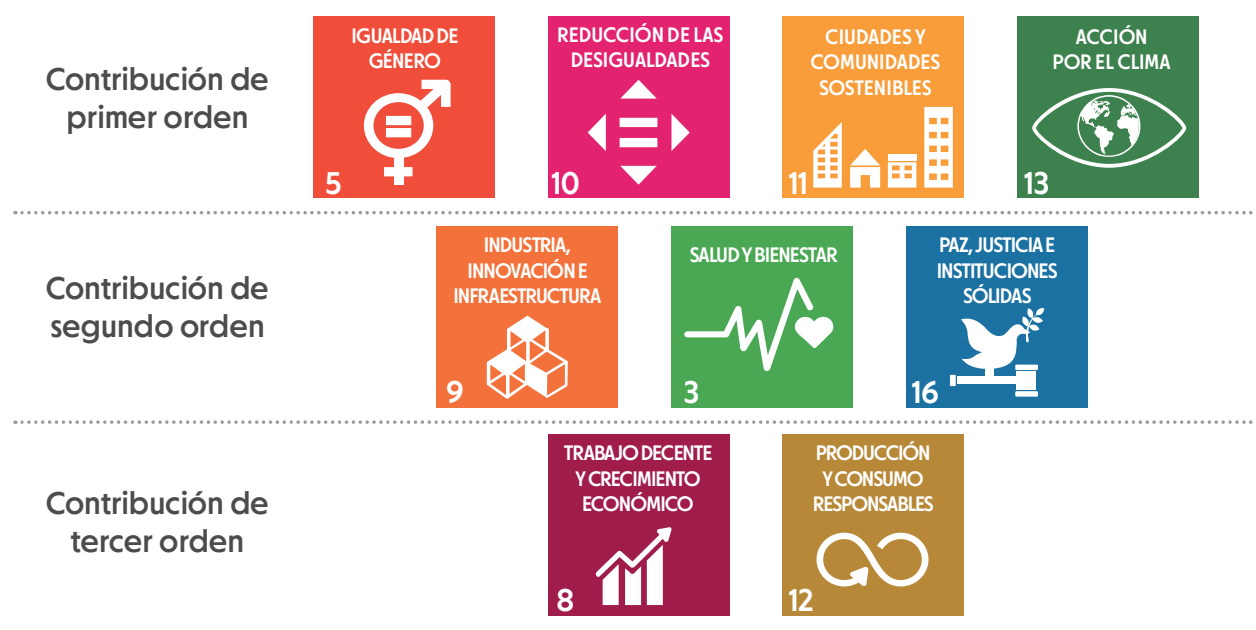 Contribución de
primer orden
IGUALDAD DE
GÉNERO
5
REDUCCIÓN DE LAS
DESIGUALDADES
10
CIUDADES Y
COMUNIDADES
SOSTENIBLES
11
ACCIÓN
POR EL CLIMA
13
Contribución de
segundo orden
INDUSTRIA,
INNOVACIÓN E
INFRAESTRUCTURA
9
SALUD Y BIENESTAR
3
PAZ, JUSTICIA E
INSTITUCIONES
SÓLIDAS
16
Contribución de
tercer orden
TRABAJO DECENTE
Y CRECIMIENTO
ECONÓMICO
8
PRODUCCIÓN
Y CONSUMO
RESPONSABLES
12